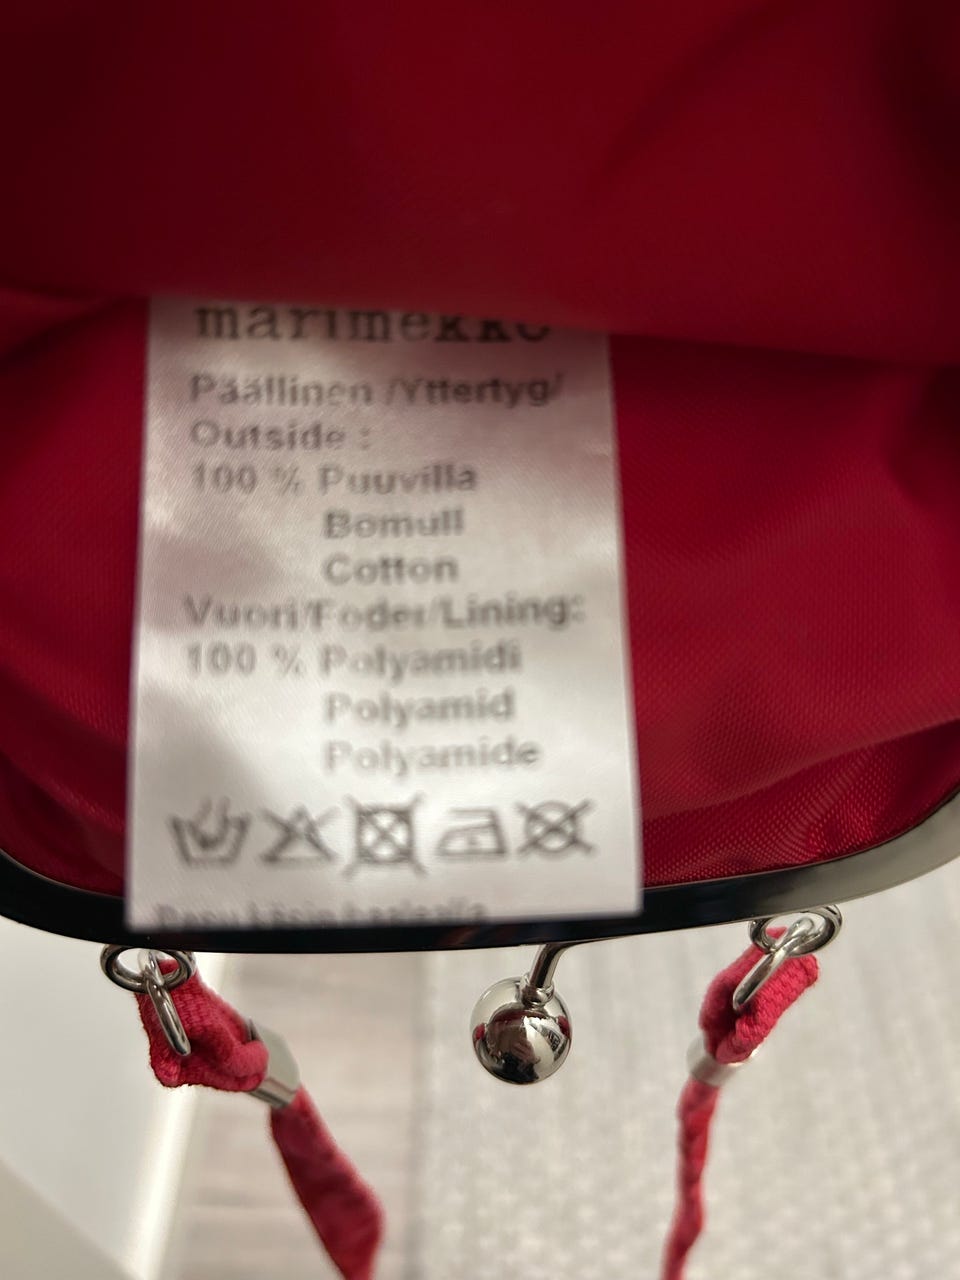 marimekko
Päällinen /Yttertyg/
Outside :
100 % Puuvilla
Bomull
Cotton
Vuori/Foder/Lining:
100 % Polyamidi
Polyamid
Polyamide